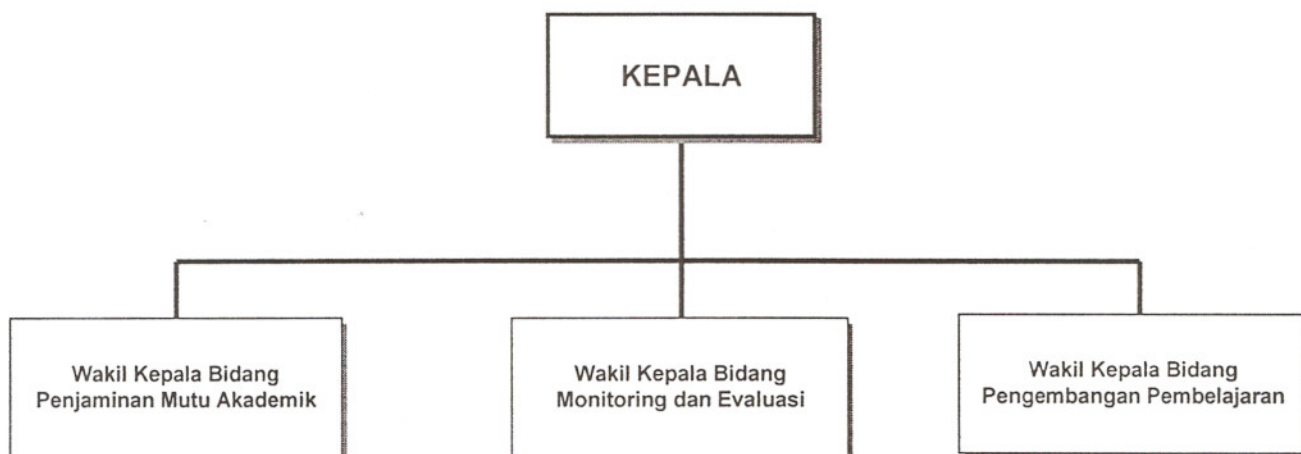 KEPALA
Wakil Kepala Bidang
Penjaminan Mutu Akademik
Wakil Kepala Bidang
Monitoring dan Evaluasi
Wakil Kepala Bidang
Pengembangan Pembelajaran